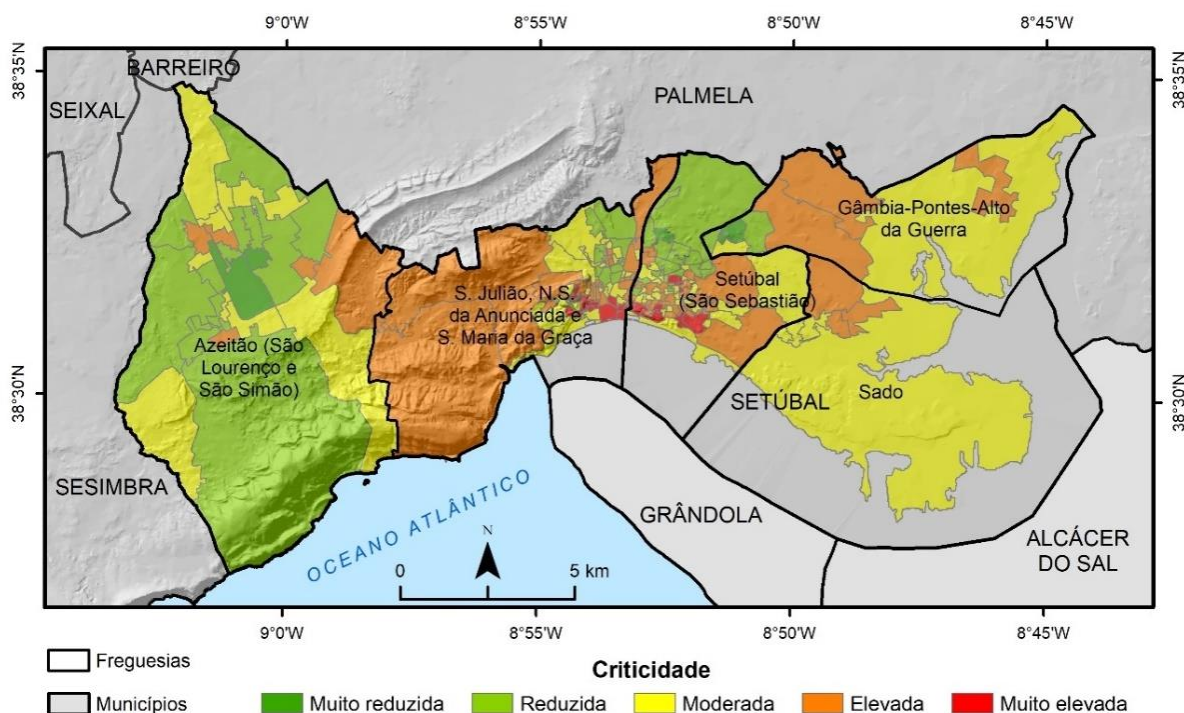 9°0'W
8°55'W
8°50'W
8°45'W
38°35'N
38°35'N
BARREIRO
SEIXAL
PALMELA
Gâmbia-Pontes-Alto
da Guerra
S. Julião, N.S.
da Anunciada e
S. Maria da Graça
Setúbal
(São Sebastião)
Azeitão (São
Lourenço e
São Simão)
38°30'N
38°30'N
SETÚBAL
Sado
SESIMBRA
OCEANO ATLÂNTICO
GRÂNDOLA
ALCÁCER
DO SAL
N
0
5 km
9°0'W
8°55'W
8°50'W
8°45'W
Freguesias
Municípios
Criticidade
Muito reduzida
Reduzida
Moderada
Elevada
Muito elevada